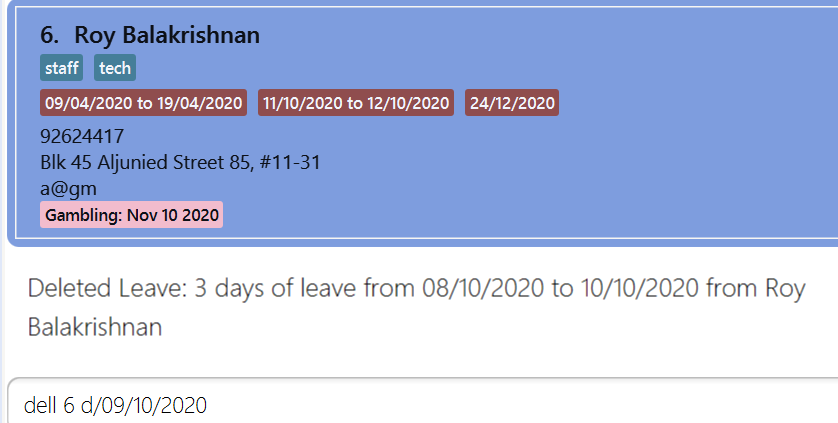 6. Roy Balakrishnan
staff tech
09/04/2020 to 19/04/2020 11/10/2020 to 12/10/2020 24/12/2020
92624417
Blk 45 Aljunied Street 85, #11-31
a@gm
Gambling: Nov 10 2020
Deleted Leave: 3 days of leave from 08/10/2020 to 10/10/2020 from Roy
Balakrishnan
dell 6 d/09/10/2020